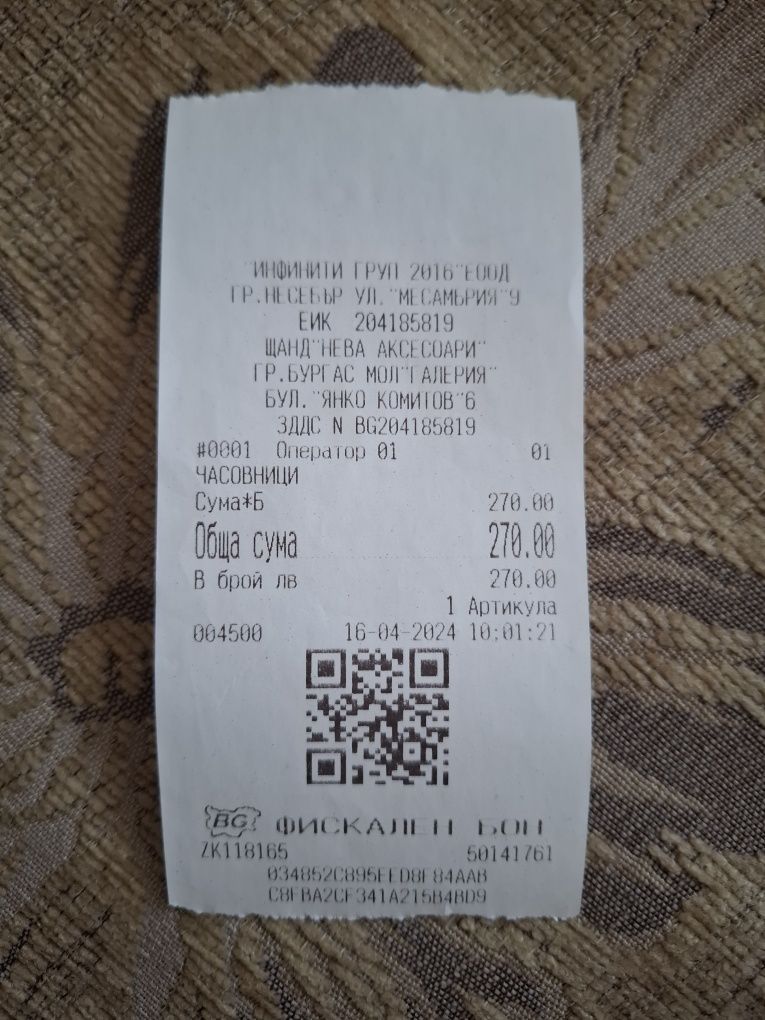 "ИНФИНИТИ ГРУП 2016"ЕООД
ГР.НЕСЕБЪР УЛ."МЕСАМБРИЯ"9
ЕИК 204185819
ЩАНД"НЕВА АКСЕСОАРИ"
ГР.БУРГАС МОЛ"ГАЛЕРИЯ"
БУЛ."ЯНКО КОМИТОВ"6
ЗДДС N BG204185819
#0001 Оператор 01 01
ЧАСОВНИЦИ
Сума*Б 270.00
Обща сума 270.00
В брой лв 270.00
1 Артикула
004500 16-04-2024 10:01:21
BG ФИСКАЛЕН БОН
ZK118165 50141761
034852C895FED8F84AAB
C8FBA2CF341A215B4BD9